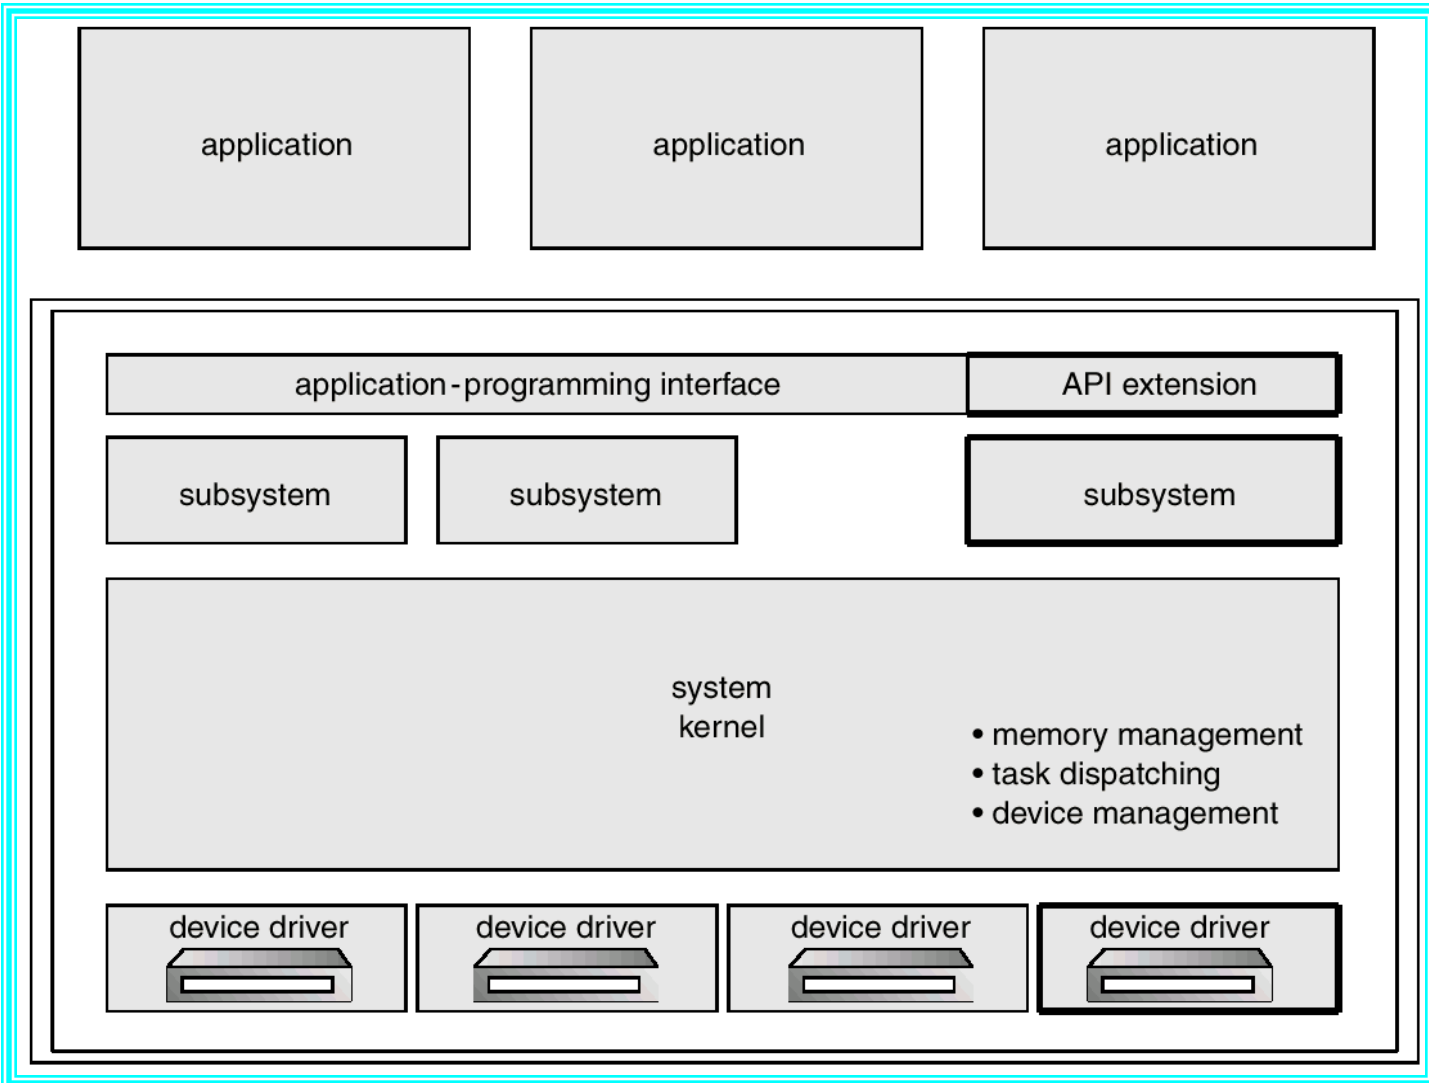 application
application
application
application-programming interface
API extension
subsystem
subsystem
subsystem
system
kernel
• memory management
• task dispatching
• device management
device driver
device driver
device driver
device driver